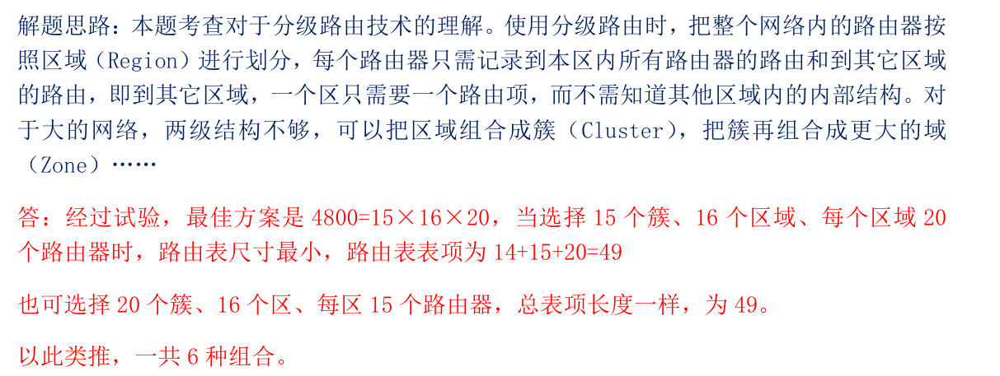 解题思路：本题考查对于分级路由技术的理解。使用分级路由时，把整个网络内的路由器按
照区域（Region）进行划分，每个路由器只需记录到本区内所有路由器的路由和到其它区域
的路由，即到其它区域，一个区只需要一个路由项，而不需知道其他区域内的内部结构。对
于大的网络，两级结构不够，可以把区域组合成簇（Cluster），把簇再组合成更大的域
（Zone）……
答：经过试验，最佳方案是 4800=15×16×20，当选择 15 个簇、16 个区域、每个区域 20
个路由器时，路由表尺寸最小，路由表表项为 14+15+20=49
也可选择 20 个簇、16 个区、每区 15 个路由器，总表项长度一样，为 49。
以此类推，一共 6 种组合。